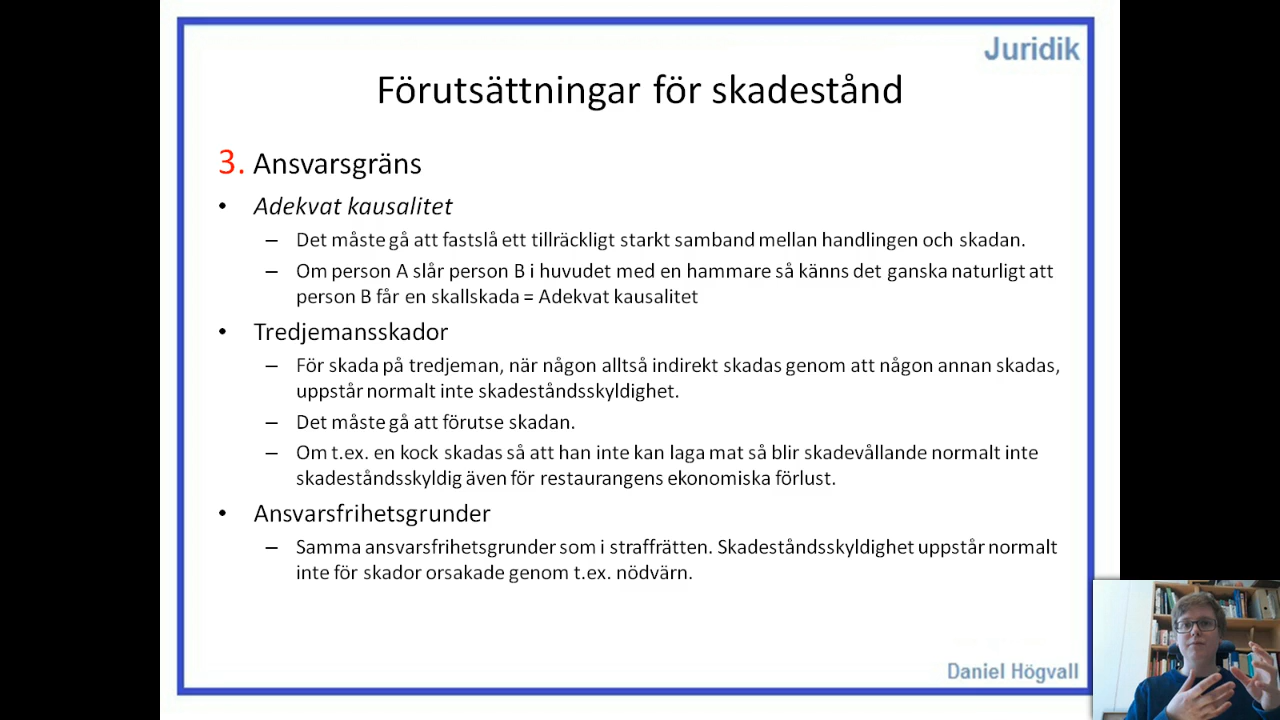 Juridik
Förutsättningar för skadestånd
3. Ansvarsgräns
• Adekvat kausalitet
– Det måste gå att fastslå ett tillräckligt starkt samband mellan handlingen och skadan.
– Om person A slår person B i huvudet med en hammare så känns det ganska naturligt att
person B får en skallskada = Adekvat kausalitet
• Tredjemansskador
– För skada på tredjeman, när någon alltså indirekt skadas genom att någon annan skadas,
uppstår normalt inte skadeståndsskyldighet.
– Det måste gå att förutse skadan.
– Om t.ex. en kock skadas så att han inte kan laga mat så blir skadevållande normalt inte
skadeståndsskyldig även för restaurangens ekonomiska förlust.
• Ansvarsfrihetsgrunder
– Samma ansvarsfrihetsgrunder som i straffrätten. Skadeståndsskyldighet uppstår normalt
inte för skador orsakade genom t.ex. nödvärn.
Daniel Högvall